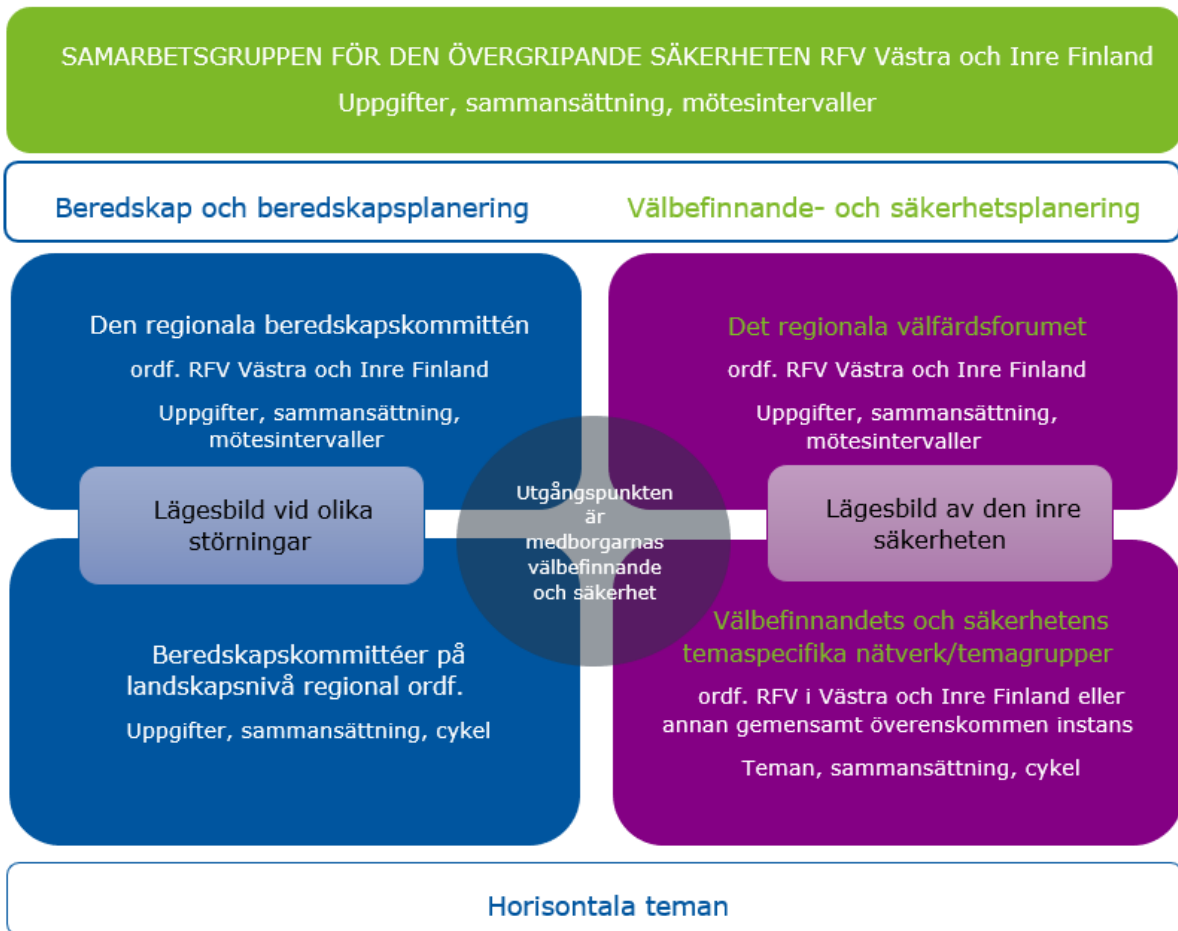 SAMARBETSGRUPPEN FÖR DEN ÖVERGRIPANDE SÄKERHETEN RFV Västra och Inre Finland
Uppgifter, sammansättning, mötesintervaller
Beredskap och beredskapsplanering
Välbefinnande- och säkerhetsplanering
Den regionala beredskapskommittén
ordf. RFV Västra och Inre Finland
Uppgifter, sammansättning,
mötesintervaller
Det regionala välfärdsforumet
ordf. RFV Västra och Inre Finland
Uppgifter, sammansättning,
mötesintervaller
Lägesbild vid olika
störningar
Utgångspunkten
är
medborgarnas
välbefinnande
och säkerhet
Lägesbild av den inre
säkerheten
Beredskapskommittéer på
landskapsnivå regional ordf.
Uppgifter, sammansättning, cykel
Välbefinnandets och säkerhetens
temaspecifika nätverk/temagrupper
ordf. RFV i Västra och Inre Finland eller
annan gemensamt överenskommen instans
Teman, sammansättning, cykel
Horisontala teman